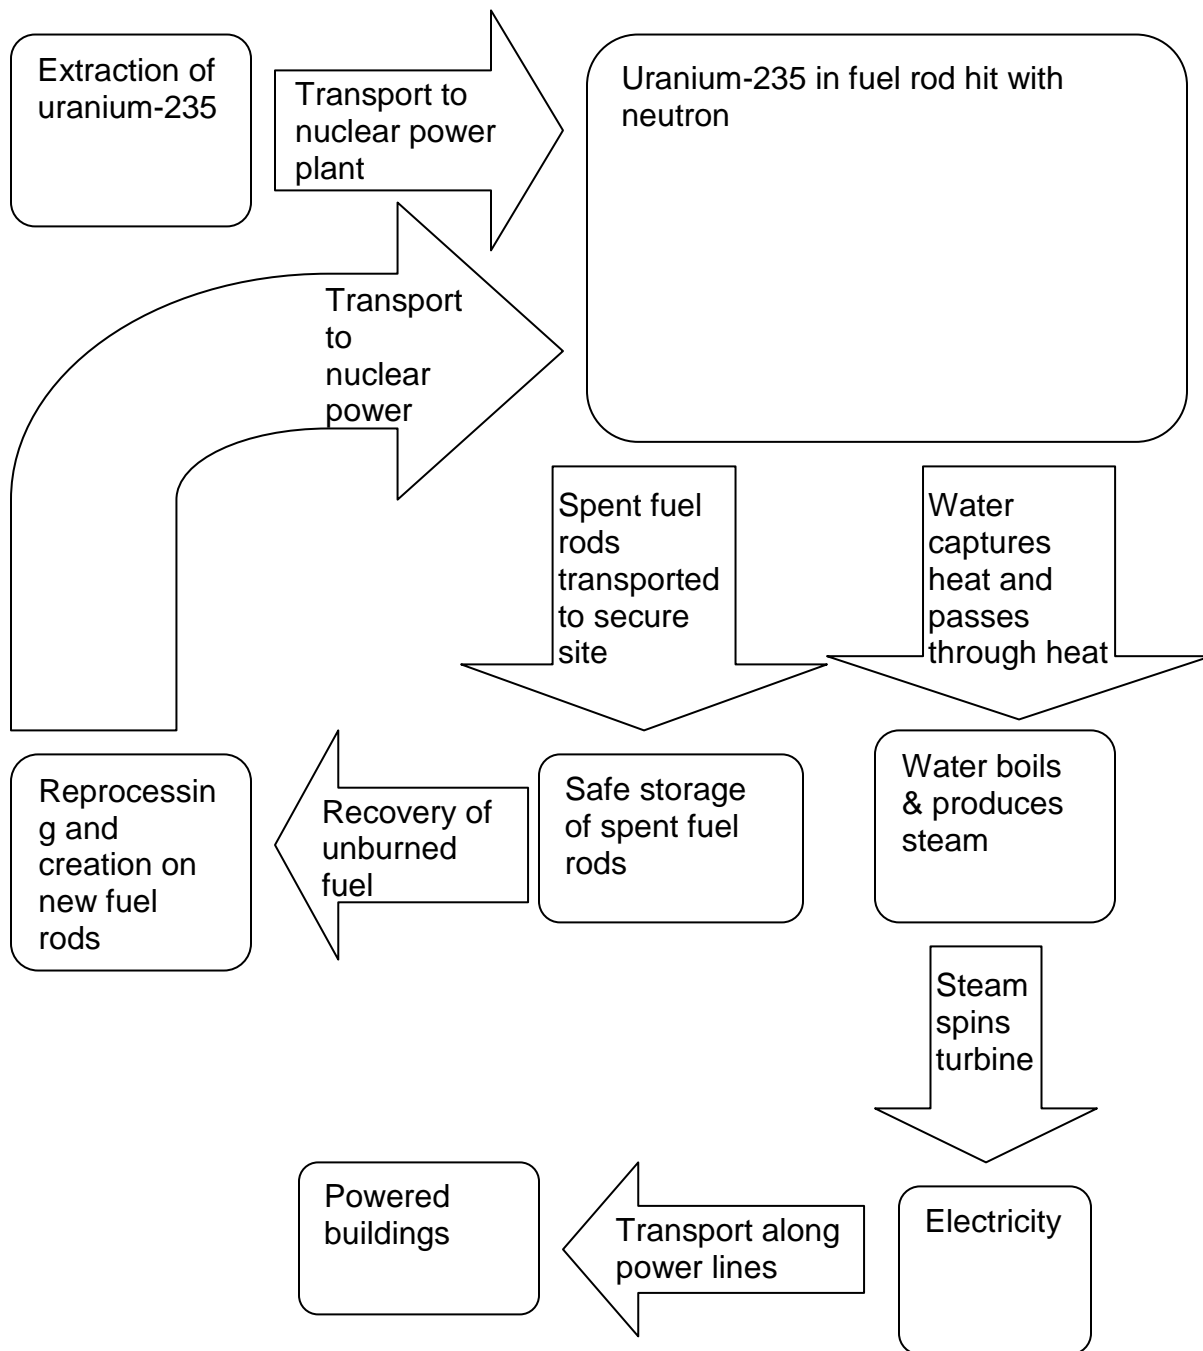 Extraction of
uranium-235
Transport to
nuclear power
plant
Uranium-235 in fuel rod hit with
neutron
Transport
to
nuclear
power
Spent fuel
rods
transported
to secure
site
Water
captures
heat and
passes
through heat
Reprocessin
g and
creation on
new fuel
rods
Recovery of
unburned
fuel
Safe storage
of spent fuel
rods
Water boils
& produces
steam
Steam
spins
turbine
Powered
buildings
Transport along
power lines
Electricity